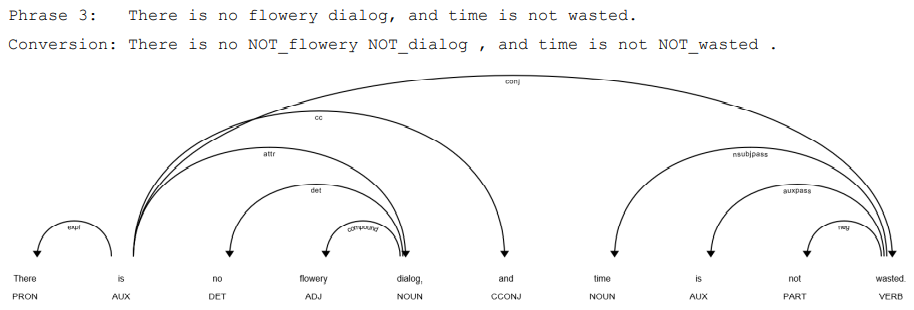 Phrase 3: There is no flowery dialog, and time is not wasted.
Conversion: There is no NOT_flowery NOT_dialog , and time is not NOT_wasted .
conj
cc
attr nsubjpass
det auxpass
expl compound neg
There is no flowery dialog, and time is not wasted.
PRON AUX DET ADJ NOUN CCONJ NOUN AUX PART VERB